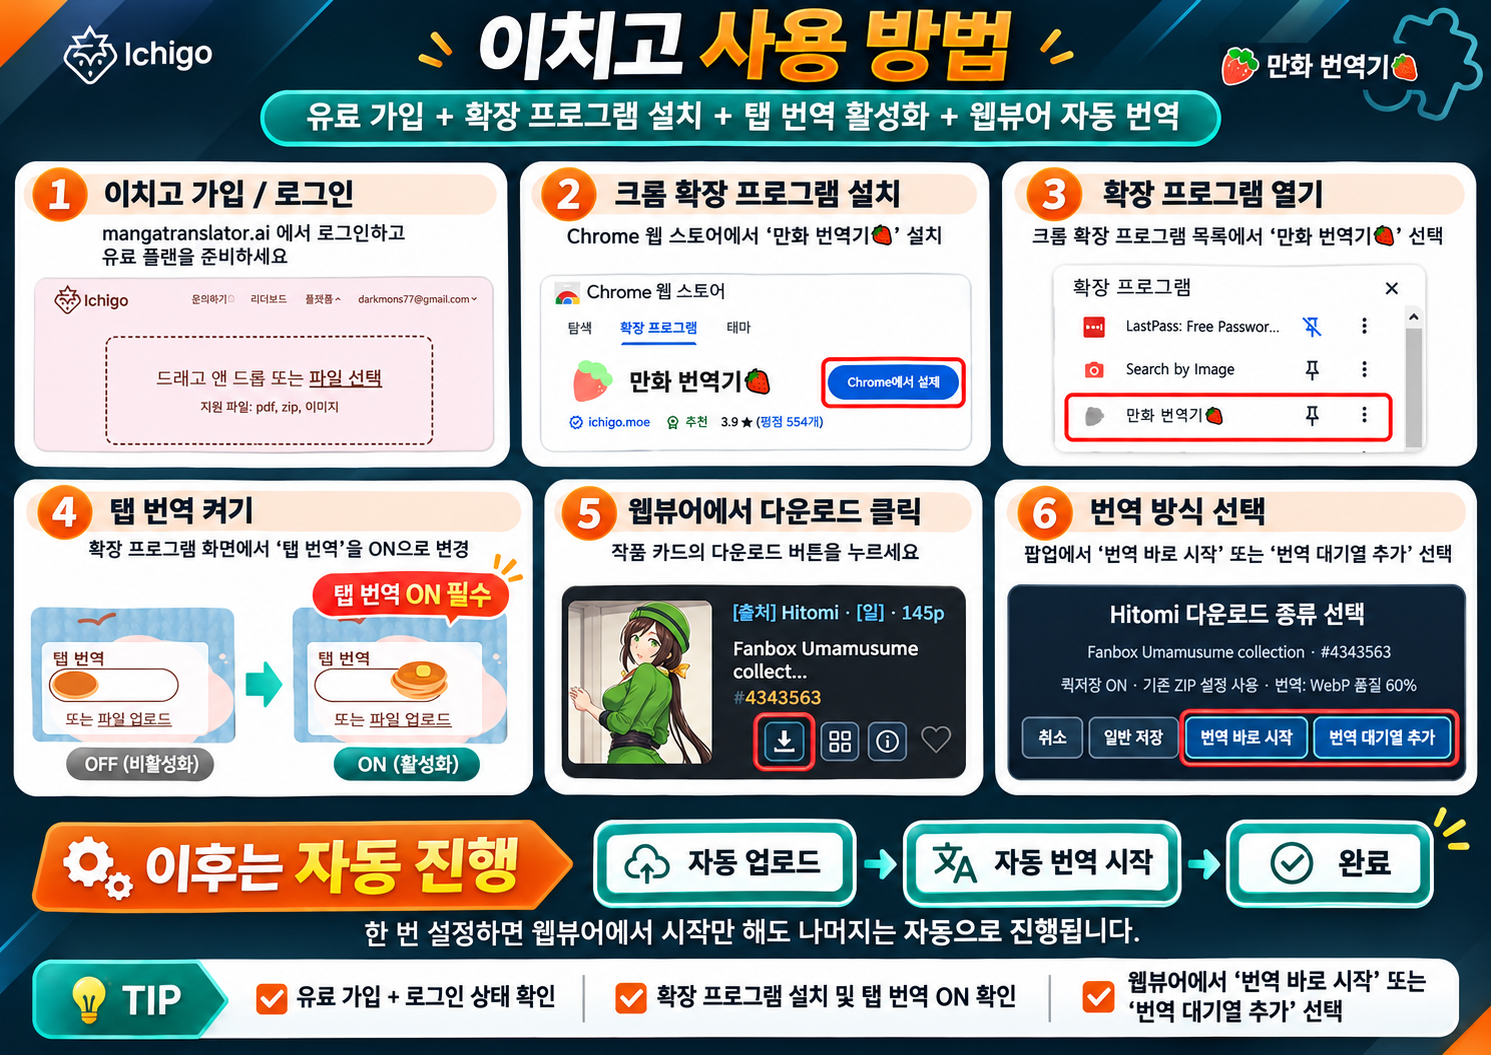 Ichigo
이치고 사용 방법
🍓 만화 번역기🍓
유료 가입 + 확장 프로그램 설치 + 탭 번역 활성화 + 웹뷰어 자동 번역
1 이치고 가입 / 로그인
mangatranslator.ai 에서 로그인하고
유료 플랜을 준비하세요
Ichigo 운의하기 리더보드 플랫폼 darkmons77@gmail.com
드래고 앤 드롭 또는 파일 선택
지원 파일: pdf, zip, 이미지
2 크롬 확장 프로그램 설치
Chrome 웹 스토어에서 ‘만화 번역기🍓’ 설치
Chrome 웹 스토어
탐색 확장 프로그램 테마
만화 번역기🍓 Chrome에서 설제
ichigo.moe 추천 3.9 ★ (평점 554개)
3 확장 프로그램 열기
크롬 확장 프로그램 목록에서 ‘만화 번역기🍓’ 선택
확장 프로그램 ×
LastPass: Free Passwor...
Search by Image
만화 번역기🍓
4 탭 번역 켜기
확장 프로그램 화면에서 ‘탭 번역’을 ON으로 변경
탭 번역 ON 필수
탭 번역
또는 파일 업로드
OFF (비활성화)
탭 번역
또는 파일 업로드
ON (활성화)
5 웹뷰어에서 다운로드 클릭
작품 카드의 다운로드 버튼을 누르세요
[출처] Hitomi · [일] · 145p
Fanbox Umamusume
collect...
#4343563
6 번역 방식 선택
팝업에서 ‘번역 바로 시작’ 또는 ‘번역 대기열 추가’ 선택
Hitomi 다운로드 종류 선택
Fanbox Umamusume collection · #4343563
퀵저장 ON · 기존 ZIP 설정 사용 · 번역: WebP 품질 60%
취소 일반 저장 번역 바로 시작 번역 대기열 추가
이후는 자동 진행
자동 업로드
자동 번역 시작
완료
한 번 설정하면 웹뷰어에서 시작만 해도 나머지는 자동으로 진행됩니다.
TIP
유료 가입 + 로그인 상태 확인
확장 프로그램 설치 및 탭 번역 ON 확인
웹뷰어에서 ‘번역 바로 시작’ 또는
‘번역 대기열 추가’ 선택